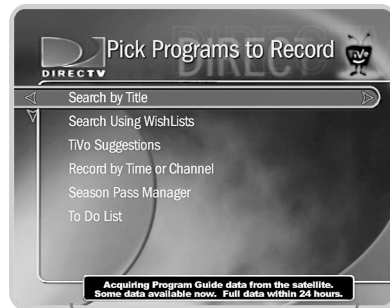 Pick Programs to Record
DIRECTV
TiVo
Search by Title
Search Using WishLists
TiVo Suggestions
Record by Time or Channel
Season Pass Manager
To Do List
Acquiring Program Guide data from the satellite.
Some data available now. Full data within 24 hours.